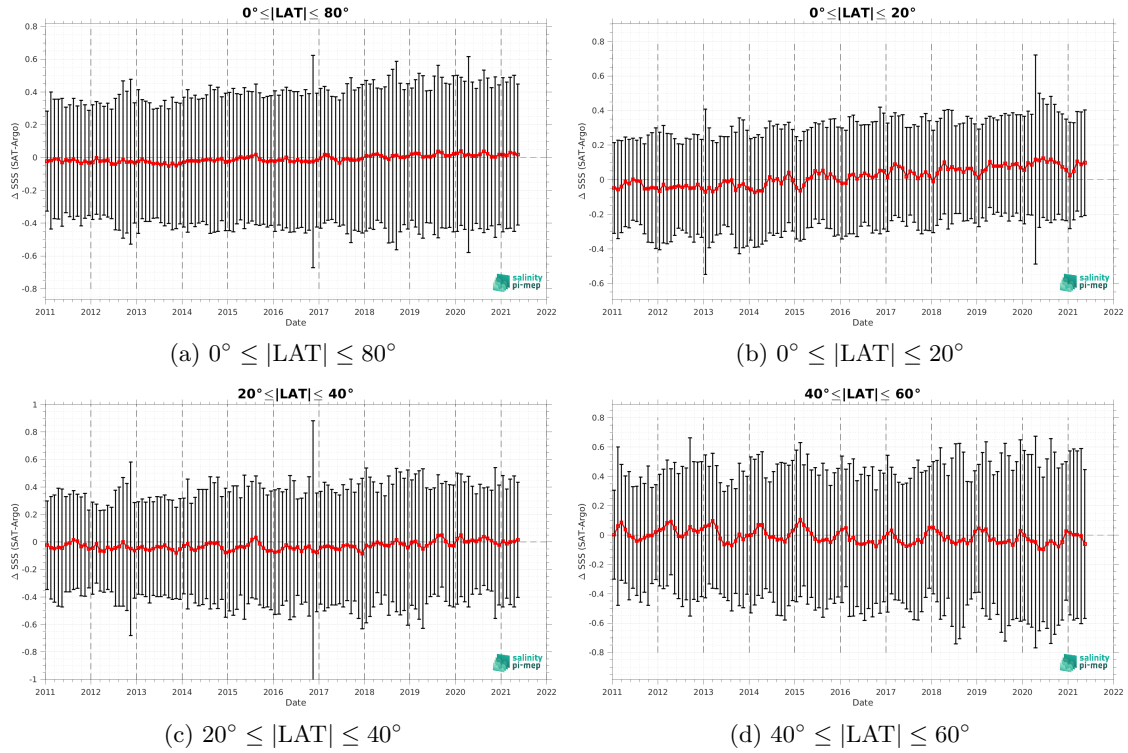 0°≤|LAT|≤ 80°
Δ SSS (SAT-Argo)
0.8
0.6
0.4
0.2
0
-0.2
-0.4
-0.6
-0.8
salinity
pi-mep
2011 2012 2013 2014 2015 2016 2017 2018 2019 2020 2021 2022
Date
(a) 0° ≤ |LAT| ≤ 80°
0°≤|LAT|≤ 20°
Δ SSS (SAT-Argo)
0.8
0.6
0.4
0.2
0
-0.2
-0.4
-0.6
salinity
pi-mep
2011 2012 2013 2014 2015 2016 2017 2018 2019 2020 2021 2022
Date
(b) 0° ≤ |LAT| ≤ 20°
20°≤|LAT|≤ 40°
Δ SSS (SAT-Argo)
1
0.8
0.6
0.4
0.2
0
-0.2
-0.4
-0.6
-0.8
-1
salinity
pi-mep
2011 2012 2013 2014 2015 2016 2017 2018 2019 2020 2021 2022
Date
(c) 20° ≤ |LAT| ≤ 40°
40°≤|LAT|≤ 60°
Δ SSS (SAT-Argo)
0.8
0.6
0.4
0.2
0
-0.2
-0.4
-0.6
-0.8
salinity
pi-mep
2011 2012 2013 2014 2015 2016 2017 2018 2019 2020 2021 2022
Date
(d) 40° ≤ |LAT| ≤ 60°